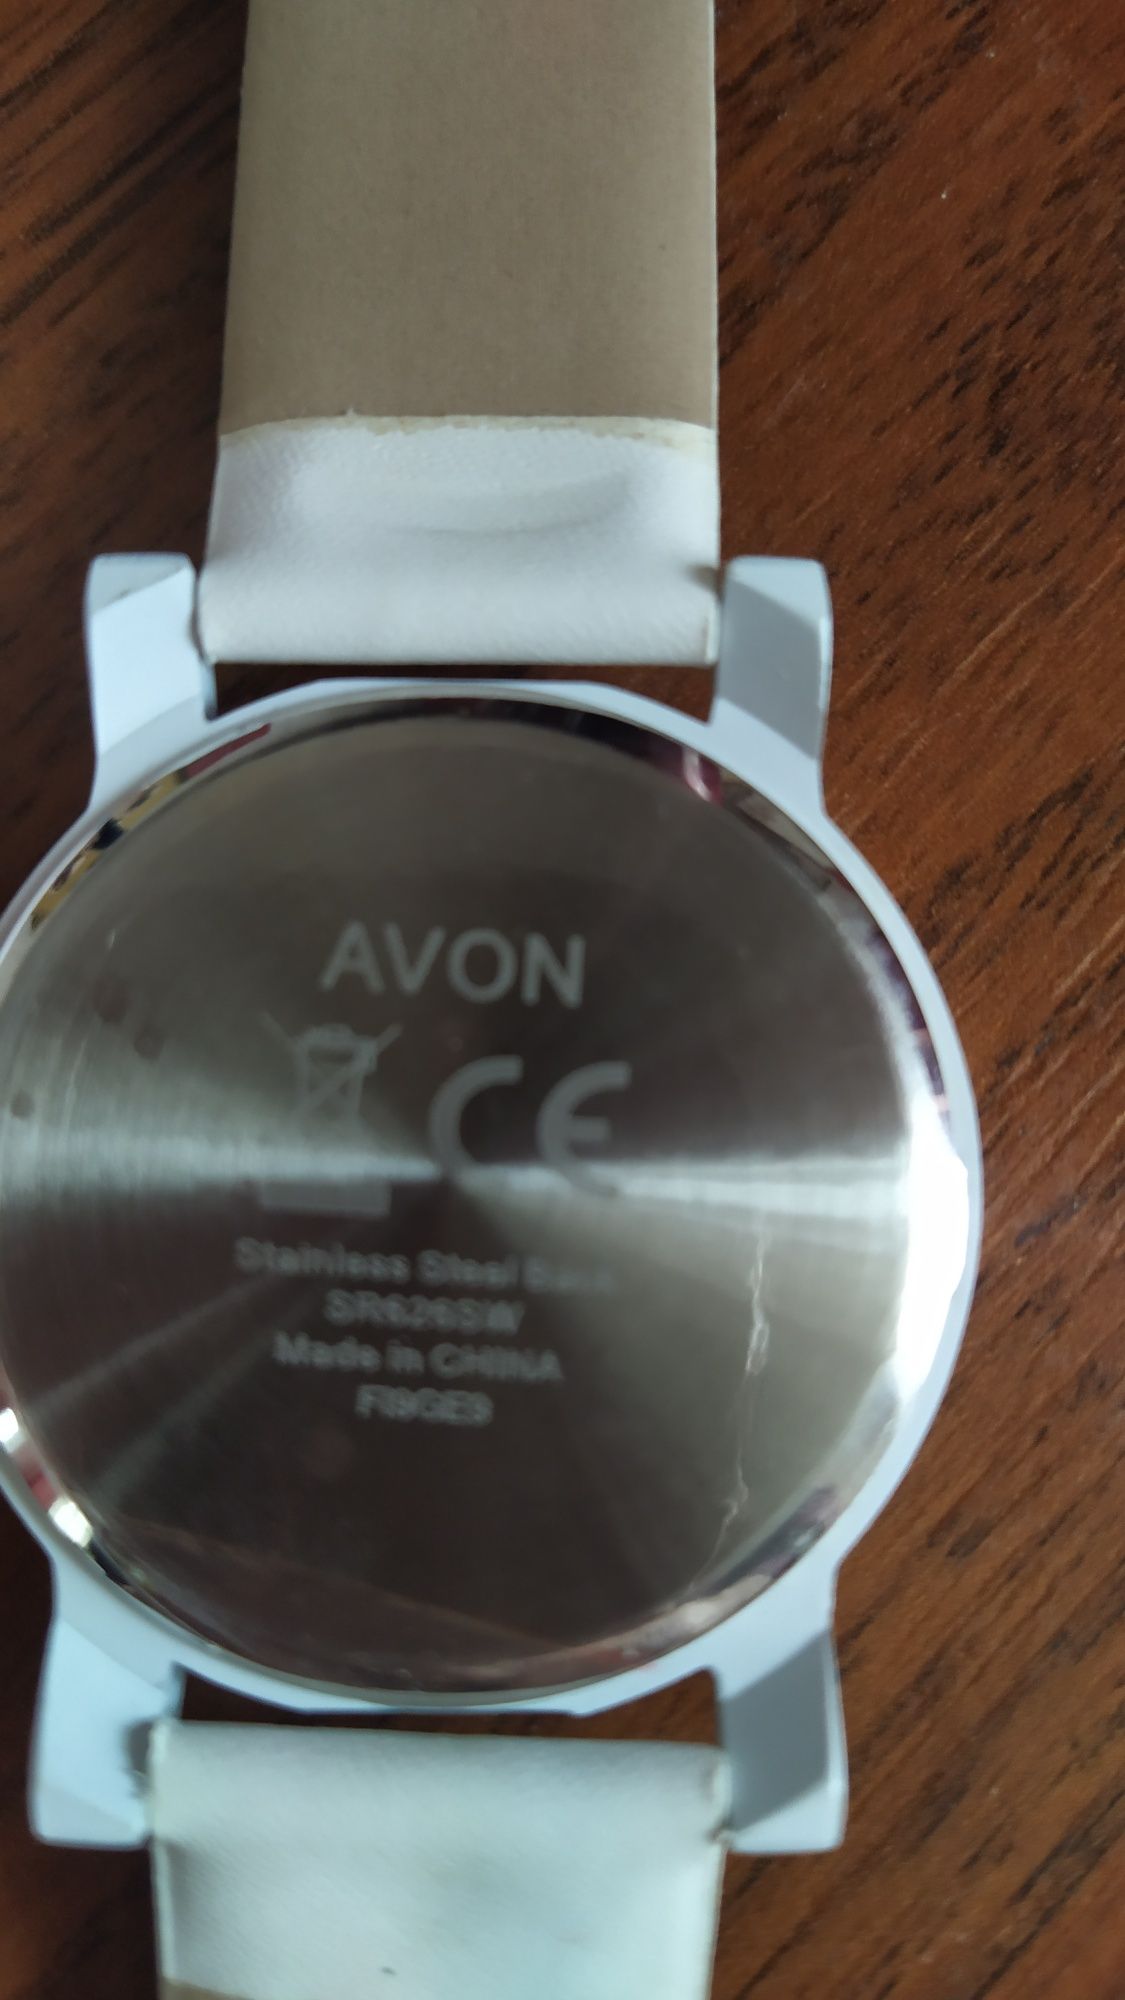 AVON
CE
Stainless Steel Back
SR626SW
Made in CHINA